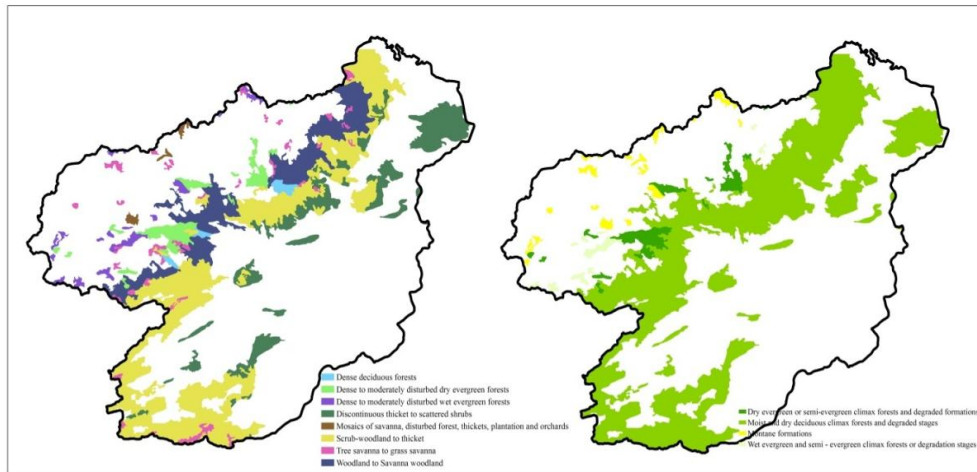 Dense deciduous forests
Dense to moderately disturbed dry evergreen forests
Dense to moderately disturbed wet evergreen forests
Discontinuous thicket to scattered shrubs
Mosaics of savanna, disturbed forest, thickets, plantation and orchards
Scrub-woodland to thicket
Tree savanna to grass savanna
Woodland to Savanna woodland
Dry evergreen or semi-evergreen climax forests and degraded formations
Moist and dry deciduous climax forests and degraded stages
Montane formations
Wet evergreen and semi - evergreen climax forests or degradation stages